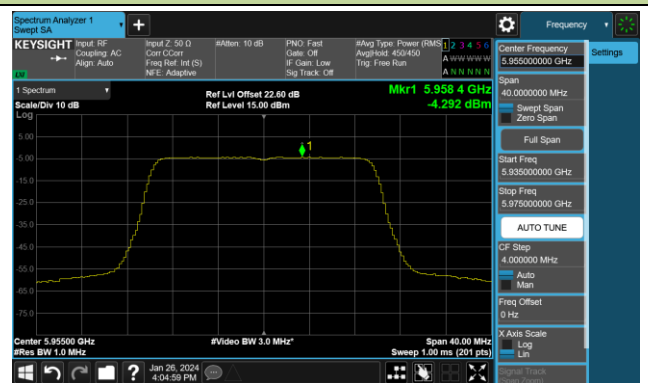 Spectrum Analyzer 1
Swept SA
Frequency
KEYSIGHT
Input: RF
Coupling: AC
Align: Auto
Input Z: 50 Ω
Corr CCorr
Freq Ref: Int (S)
NFE: Adaptive
#Atten: 10 dB
PNO: Fast
Gate: Off
IF Gain: Low
Sig Track: Off
#Avg Type: Power (RMS
Avg|Hold: 450/450
Trig: Free Run
1 2 3 4 5 6
A W W W W W
A N N N N N
1 Spectrum
Scale/Div 10 dB
Log
Ref Lvl Offset 22.60 dB
Ref Level 15.00 dBm
Mkr1 5.958 4 GHz
-4.292 dBm
1
5.00
-5.00
-15.0
-25.0
-35.0
-45.0
-55.0
-65.0
-75.0
Center 5.95500 GHz
#Res BW 1.0 MHz
#Video BW 3.0 MHz*
Span 40.00 MHz
Sweep 1.00 ms (201 pts)
Jan 26, 2024
4:04:59 PM
Center Frequency
5.955000000 GHz
Settings
Span
40.0000000 MHz
Swept Span
Zero Span
Full Span
Start Freq
5.935000000 GHz
Stop Freq
5.975000000 GHz
AUTO TUNE
CF Step
4.000000 MHz
Auto
Man
Freq Offset
0 Hz
X Axis Scale
Log
Lin
Signal Track